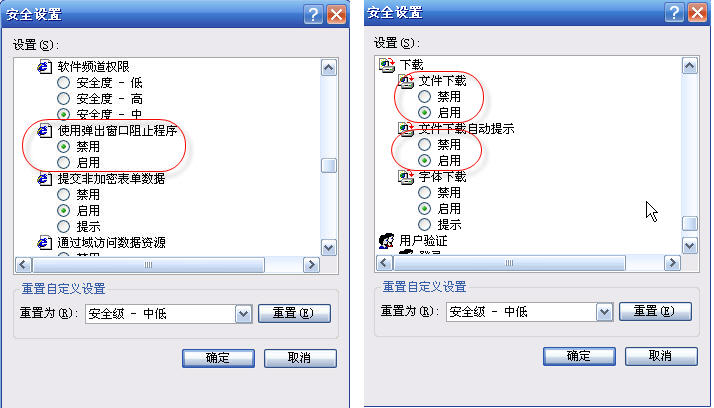 安全设置
设置(S):
软件频道权限
安全度 - 低
安全度 - 高
安全度 - 中
使用弹出窗口阻止程序
禁用
启用
提交非加密表单数据
禁用
启用
提示
通过域访问数据资源
禁用
重置自定义设置
重置为(R):
安全级 - 中低
重置(E)
确定
取消
安全设置
设置(S):
下载
文件下载
禁用
启用
文件下载自动提示
禁用
启用
字体下载
禁用
启用
提示
用户验证
登录
重置自定义设置
重置为(R):
安全级 - 中低
重置(E)
确定
取消